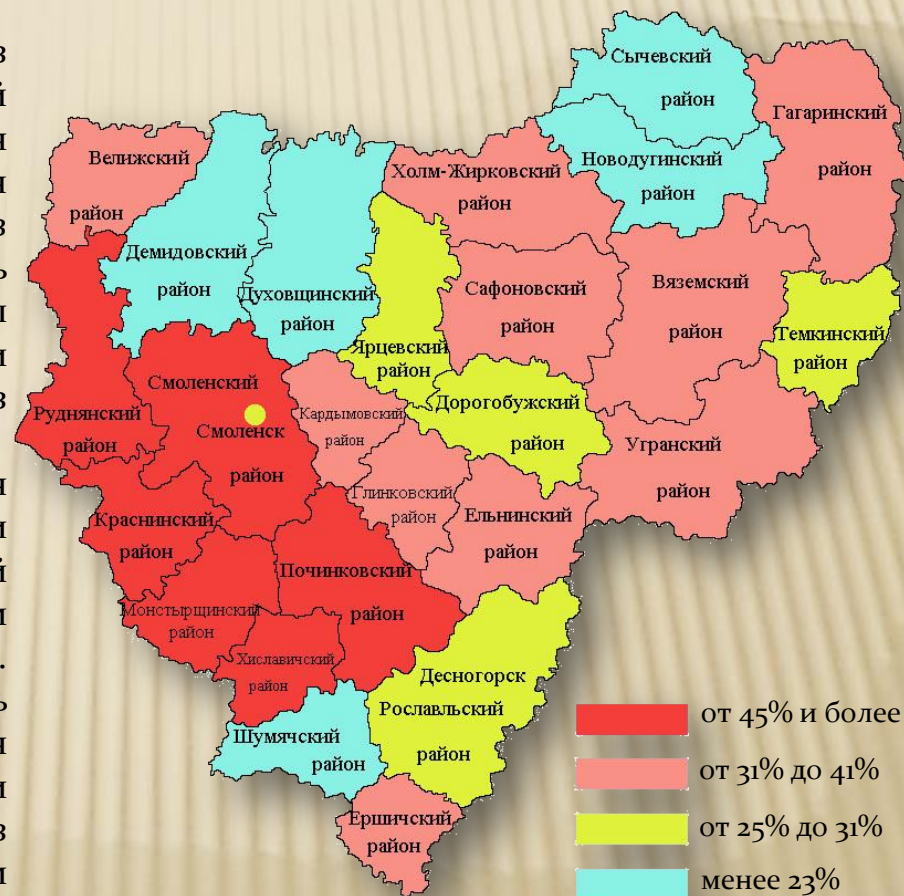 Сычевский
район
Гагаринский
район
Велижский
район
Холм-Жирковский
район
Новодугинский
район
Демидовский
район
Духовщинский
район
Сафоновский
район
Вяземский
район
Темкинский
район
Ярцевский
район
Смоленский
Смоленск
район
Руднянский
район
Кардымовский
район
Дорогобужский
район
Угранский
район
Глинковский
район
Ельнинский
район
Краснинский
район
Починковский
район
Монстырщинский
район
Хиславичский
район
Десногорск
Рославльский
район
Шумячский
район
Ершичский
район
от 45% и более
от 31% до 41%
от 25% до 31%
менее 23%